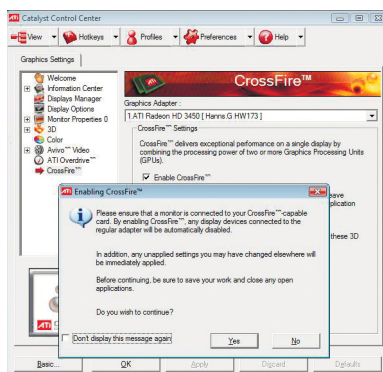 Catalyst Control Center
View
Hotkeys
Profiles
Preferences
Help
Graphics Settings
Welcome
Information Center
Displays Manager
Display Options
Monitor Properties 0
3D
Color
Avivo™ Video
ATI Overdrive™
CrossFire™
CrossFire™
Graphics Adapter :
1.ATI Radeon HD 3450 [ Hanns.G HW173 ]
CrossFire™ Settings
CrossFire™ delivers exceptional performance on a single display by
combining the processing power of two or more Graphics Processing Units
(GPUs).
Enable CrossFire™
these 3D
Enabling CrossFire™
Please ensure that a monitor is connected to your CrossFire™-capable
card. By enabling CrossFire™, any display devices connected to the
regular adapter will be automatically disabled.
In addition, any unapplied settings you may have changed elsewhere will
be immediately applied.
Before continuing, be sure to save your work and close any open
applications.
Do you wish to continue?
Don't display this message again
Yes
No
ATI
Basic...
OK
Apply
Discard
Defaults